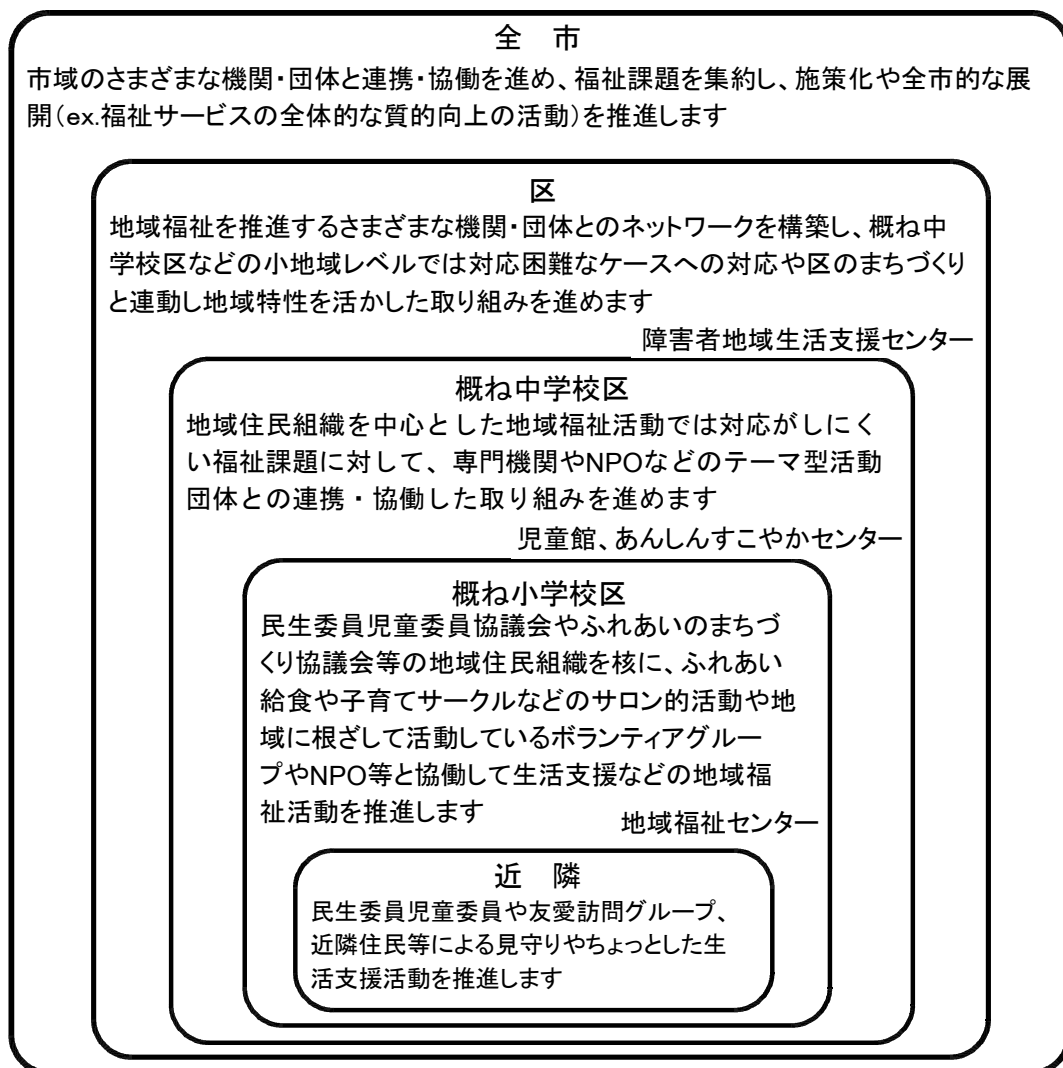 全　市
市域のさまざまな機関・団体と連携・協働を進め、福祉課題を集約し、施策化や全市的な展
開（ex.福祉サービスの全体的な質的向上の活動）を推進します
区
地域福祉を推進するさまざまな機関・団体とのネットワークを構築し、概ね中
学校区などの小地域レベルでは対応困難なケースへの対応や区のまちづくり
と連動し地域特性を活かした取り組みを進めます
障害者地域生活支援センター
概ね中学校区
地域住民組織を中心とした地域福祉活動では対応がしにく
い福祉課題に対して、専門機関やNPOなどのテーマ型活動
団体との連携・協働した取り組みを進めます
児童館、あんしんすこやかセンター
概ね小学校区
民生委員児童委員協議会やふれあいのまちづ
くり協議会等の地域住民組織を核に、ふれあい
給食や子育てサークルなどのサロン的活動や地
域に根ざして活動しているボランティアグルー
プやNPO等と協働して生活支援などの地域福
祉活動を推進します
地域福祉センター
近　隣
民生委員児童委員や友愛訪問グループ、
近隣住民等による見守りやちょっとした生
活支援活動を推進します